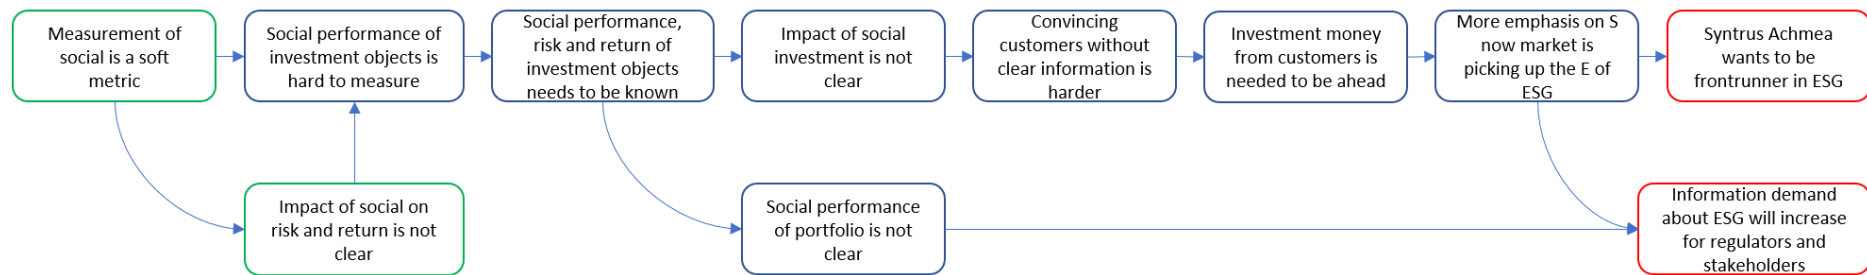 Measurement of
social is a soft
metric
Social performance of
investment objects is
hard to measure
Social performance,
risk and return of
investment objects
needs to be known
Impact of social
investment is not
clear
Convincing
customers without
clear information is
harder
Investment money
from customers is
needed to be ahead
More emphasis on S
now market is
picking up the E of
ESG
Syntrus Achmea
wants to be
frontrunner in ESG
Impact of social on
risk and return is not
clear
Social performance
of portfolio is not
clear
Information demand
about ESG will increase
for regulators and
stakeholders